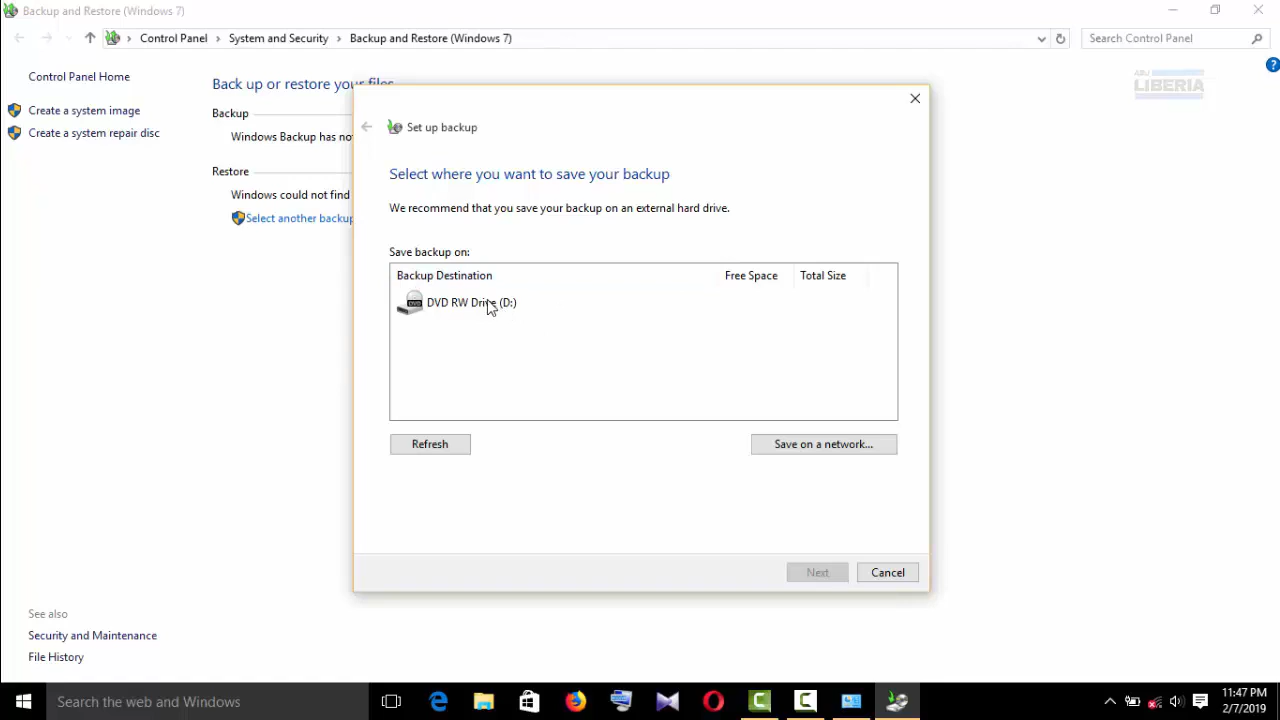 Backup and Restore (Windows 7)
Control Panel > System and Security > Backup and Restore (Windows 7)
Search Control Panel
Control Panel Home
Create a system image
Create a system repair disc
Back up or restore your files
Backup
Windows Backup has not
Restore
Windows could not find
Select another backup
LIBERIA
Set up backup
Select where you want to save your backup
We recommend that you save your backup on an external hard drive.
Save backup on:
Backup Destination Free Space Total Size
DVD
DVD RW Drive (D:)
Refresh
Save on a network...
Next
Cancel
See also
Security and Maintenance
File History
Search the web and Windows
11:47 PM
2/7/2019